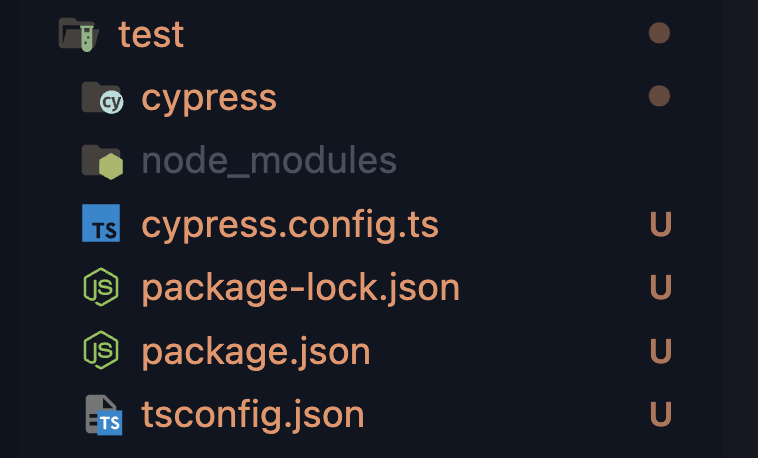 test
cy cypress
node_modules
TS cypress.config.ts U
JS package-lock.json U
JS package.json U
TS tsconfig.json U